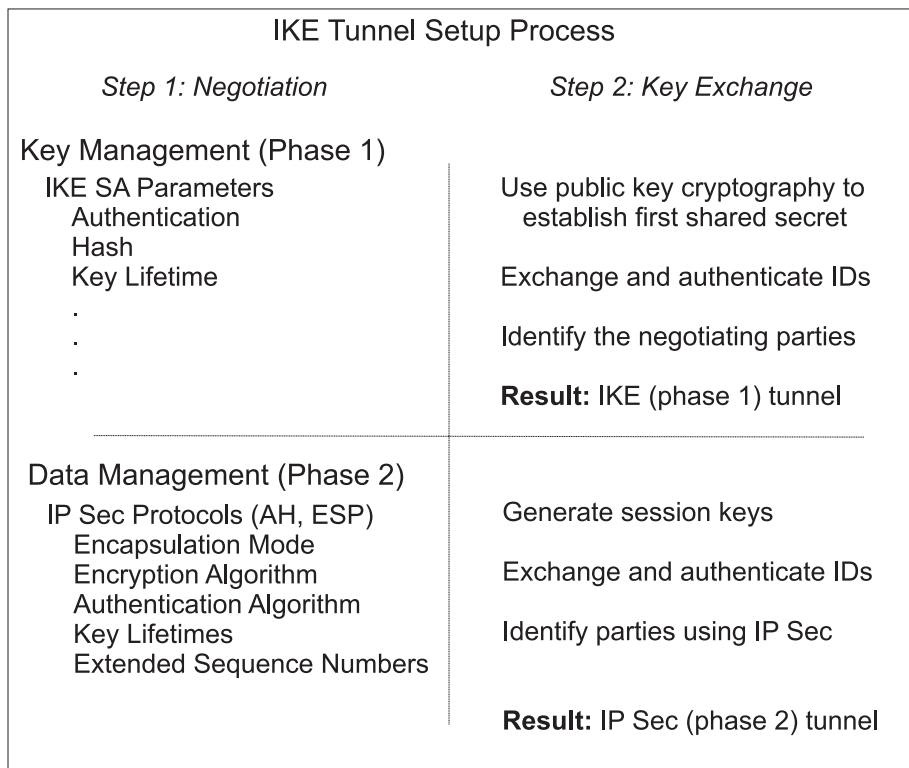 IKE Tunnel Setup Process
Step 1: Negotiation
Step 2: Key Exchange
Key Management (Phase 1)
IKE SA Parameters
Authentication
Hash
Key Lifetime
.
.
.
Use public key cryptography to
establish first shared secret
Exchange and authenticate IDs
Identify the negotiating parties
Result: IKE (phase 1) tunnel
Data Management (Phase 2)
IP Sec Protocols (AH, ESP)
Encapsulation Mode
Encryption Algorithm
Authentication Algorithm
Key Lifetimes
Extended Sequence Numbers
Generate session keys
Exchange and authenticate IDs
Identify parties using IP Sec
Result: IP Sec (phase 2) tunnel